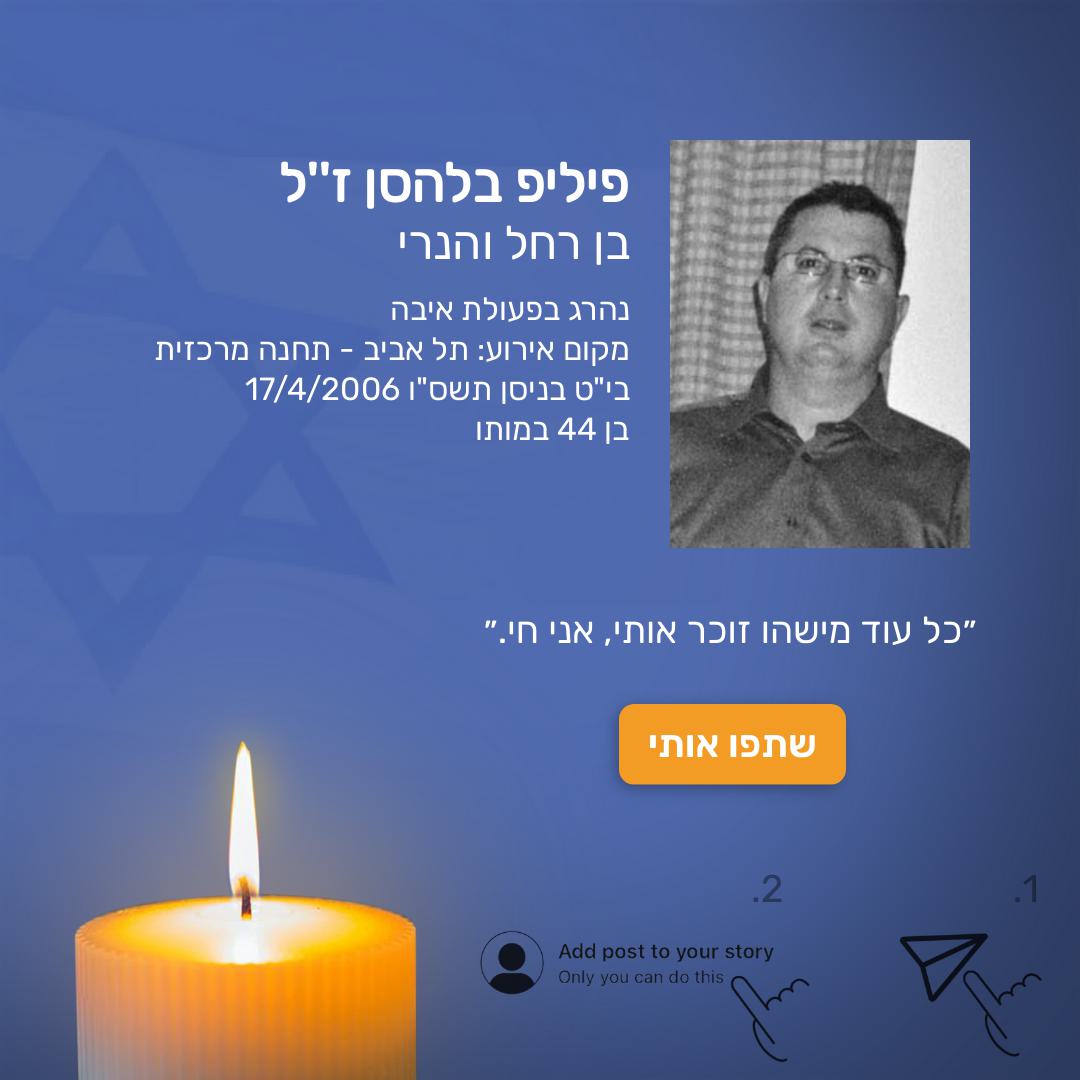 פיליפ בלהסן ז"ל
בן רחל והנרי
נהרג בפעולת איבה
מקום אירוע: תל אביב - תחנה מרכזית
בי"ט בניסן תשס"ו 17/4/2006
בן 44 במותו
״כל עוד מישהו זוכר אותי, אני חי.״
שתפו אותי
1.
2.
Add post to your story
Only you can do this